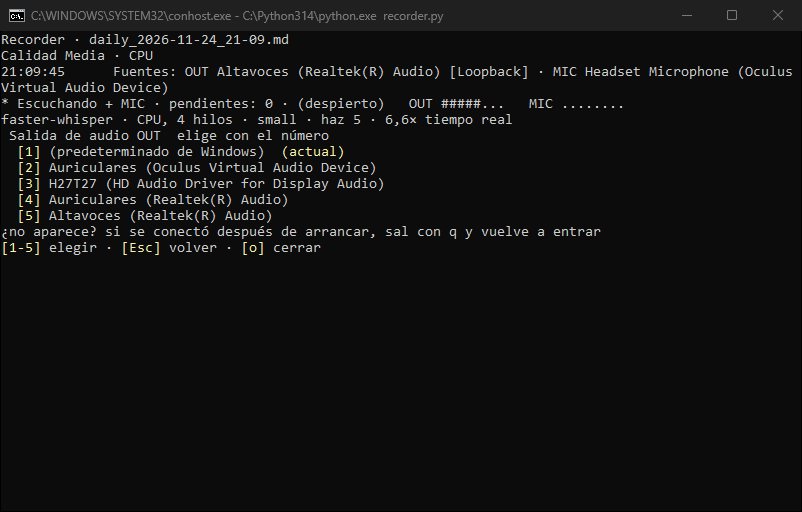 C:\WINDOWS\SYSTEM32\conhost.exe - C:\Python314\python.exe  recorder.py
Recorder · daily_2026-11-24_21-09.md
Calidad Media · CPU
21:09:45      Fuentes: OUT Altavoces (Realtek(R) Audio) [Loopback] · MIC Headset Microphone (Oculus
Virtual Audio Device)
* Escuchando + MIC · pendientes: 0 · (despierto)   OUT #####...   MIC ........
faster-whisper · CPU, 4 hilos · small · haz 5 · 6,6× tiempo real
 Salida de audio OUT  elige con el número
  [1] (predeterminado de Windows)  (actual)
  [2] Auriculares (Oculus Virtual Audio Device)
  [3] H27T27 (HD Audio Driver for Display Audio)
  [4] Auriculares (Realtek(R) Audio)
  [5] Altavoces (Realtek(R) Audio)
¿no aparece? si se conectó después de arrancar, sal con q y vuelve a entrar
[1-5] elegir · [Esc] volver · [o] cerrar